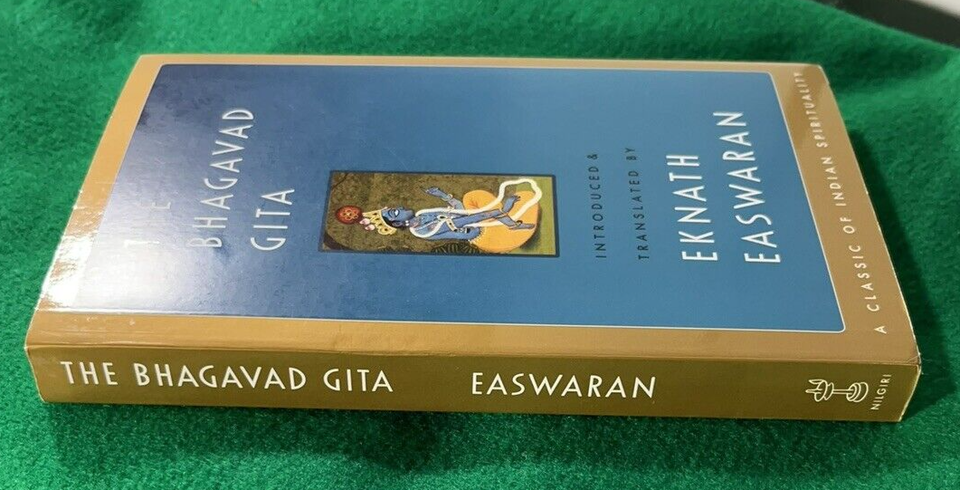 THE
BHAGAVAD
GITA
INTRODUCED &
TRANSLATED BY
EKNATH
EASWARAN
A CLASSIC OF INDIAN SPIRITUALITY
THE BHAGAVAD GITA EASWARAN
NILGIRI